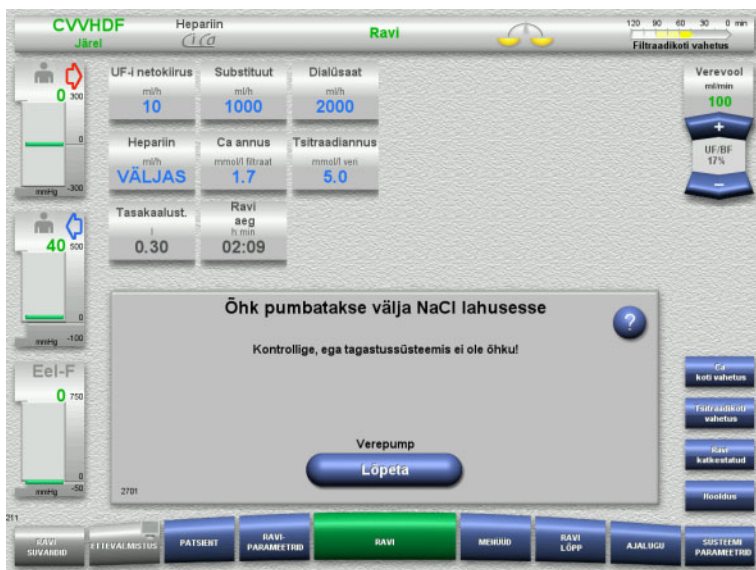 CVVHDF
Järel
Hepariin
Ci Ca
Ravi
120 90 60 30 0 min
Filtraadikoti vahetus
0
300
0
-300
mmHg
40
500
0
-100
mmHg
Eel-F
0
750
0
-50
mmHg
UF-i netokiirus
ml/h
10
Substituut
ml/h
1000
Dialüsaat
ml/h
2000
Hepariin
ml/h
VÄLJAS
Ca annus
mmol/l filtraat
1.7
Tsitraadiannus
mmol/l veri
5.0
Tasakaalust.
l
0.30
Ravi
aeg
h:min
02:09
Verevool
ml/min
100
+
UF/BF
17%
−
Õhk pumbatakse välja NaCl lahusesse
?
Kontrollige, ega tagastussüsteemis ei ole õhku!
Verepump
Lõpeta
2701
Ca
koti vahetus
Tsitraadikoti
vahetus
Ravi
katkestatud
Hooldus
211
RAVI
SUVANDID
ETTEVALMISTUS
PATSIENT
RAVI-
PARAMEETRID
RAVI
MENÜÜD
RAVI
LÕPP
AJALUGU
SÜSTEEMI
PARAMEETRID